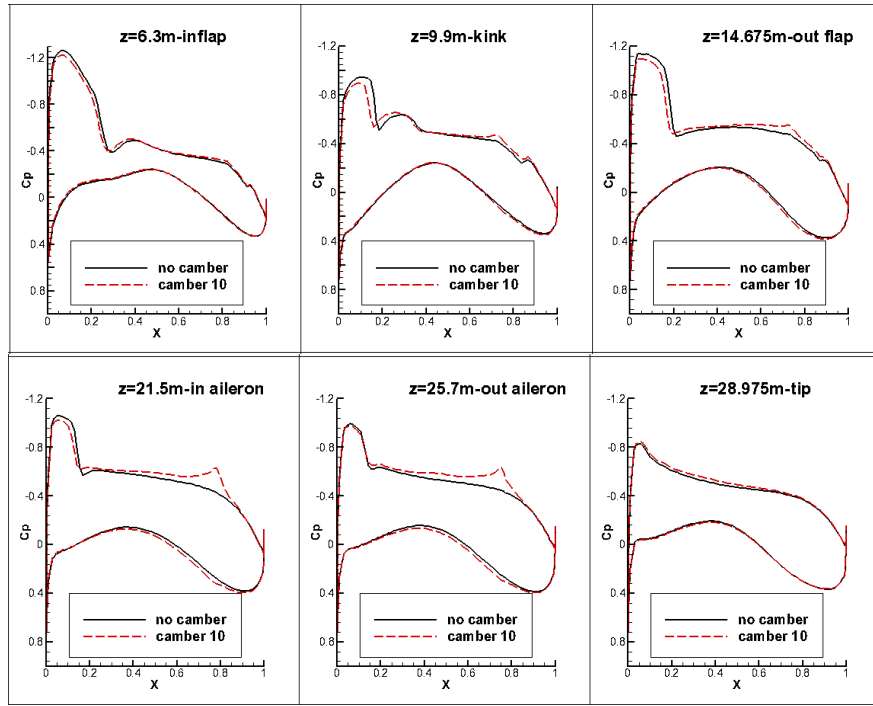 z=6.3m-inflap
-1.2
-0.8
-0.4
0
0.4
0.8
Cp
0
0.2
0.4
0.6
0.8
1
X
no camber
camber 10
z=9.9m-kink
-1.2
-0.8
-0.4
0
0.4
0.8
Cp
0
0.2
0.4
0.6
0.8
1
X
no camber
camber 10
z=14.675m-out flap
-1.2
-0.8
-0.4
0
0.4
0.8
Cp
0
0.2
0.4
0.6
0.8
1
X
no camber
camber 10
z=21.5m-in aileron
-1.2
-0.8
-0.4
0
0.4
0.8
Cp
0
0.2
0.4
0.6
0.8
1
X
no camber
camber 10
z=25.7m-out aileron
-1.2
-0.8
-0.4
0
0.4
0.8
Cp
0
0.2
0.4
0.6
0.8
1
X
no camber
camber 10
z=28.975m-tip
-1.2
-0.8
-0.4
0
0.4
0.8
Cp
0
0.2
0.4
0.6
0.8
1
X
no camber
camber 10